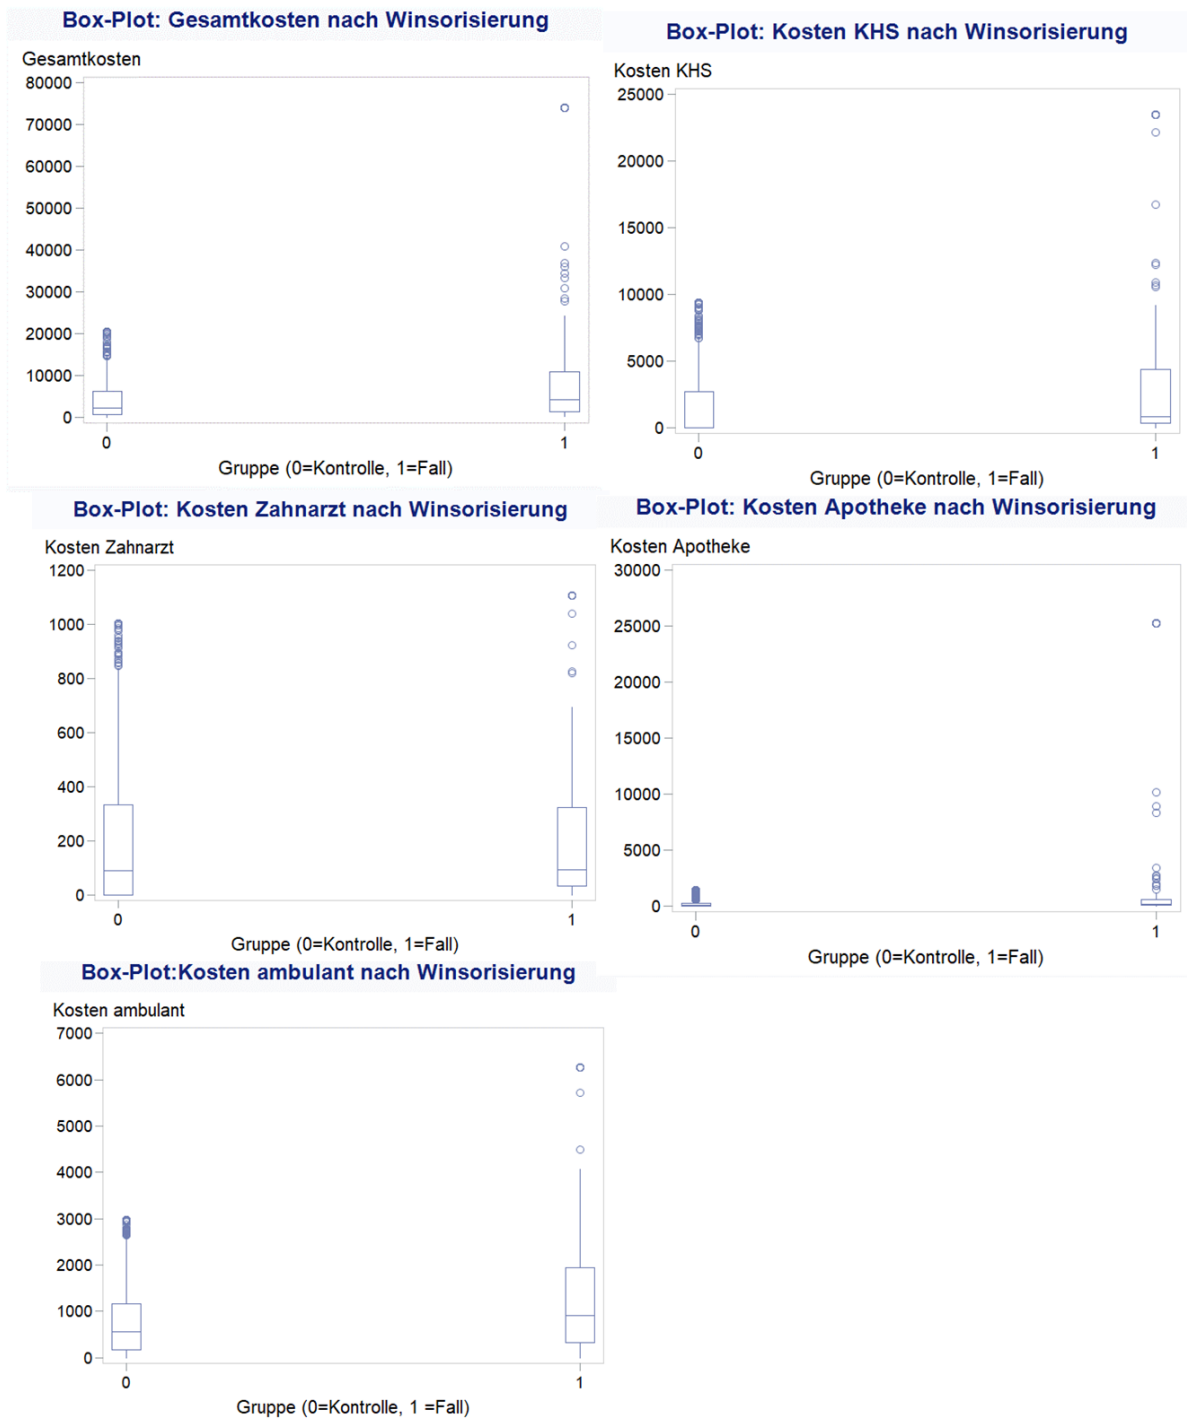 Box-Plot: Gesamtkosten nach Winsorisierung
Gesamtkosten
80000
70000
60000
50000
40000
30000
20000
10000
0
0 1
Gruppe (0=Kontrolle, 1=Fall)
Box-Plot: Kosten KHS nach Winsorisierung
Kosten KHS
25000
20000
15000
10000
5000
0
0 1
Gruppe (0=Kontrolle, 1=Fall)
Box-Plot: Kosten Zahnarzt nach Winsorisierung
Kosten Zahnarzt
1200
1000
800
600
400
200
0
0 1
Gruppe (0=Kontrolle, 1=Fall)
Box-Plot: Kosten Apotheke nach Winsorisierung
Kosten Apotheke
30000
25000
20000
15000
10000
5000
0
0 1
Gruppe (0=Kontrolle, 1=Fall)
Box-Plot:Kosten ambulant nach Winsorisierung
Kosten ambulant
7000
6000
5000
4000
3000
2000
1000
0
0 1
Gruppe (0=Kontrolle, 1 =Fall)